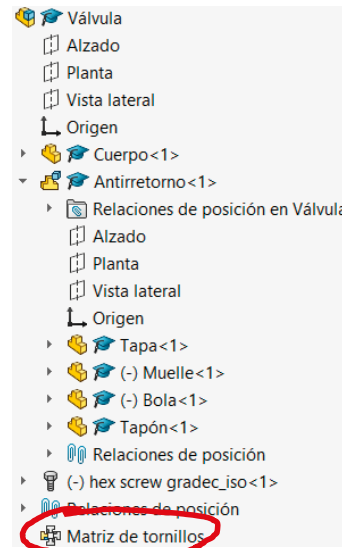 Válvula
Alzado
Planta
Vista lateral
Origen
Cuerpo<1>
Antirretorno<1>
Relaciones de posición en Válvula
Alzado
Planta
Vista lateral
Origen
Tapa<1>
(-) Muelle<1>
(-) Bola<1>
Tapón<1>
Relaciones de posición
(-) hex screw gradec_iso<1>
Relaciones de posición
Matriz de tornillos